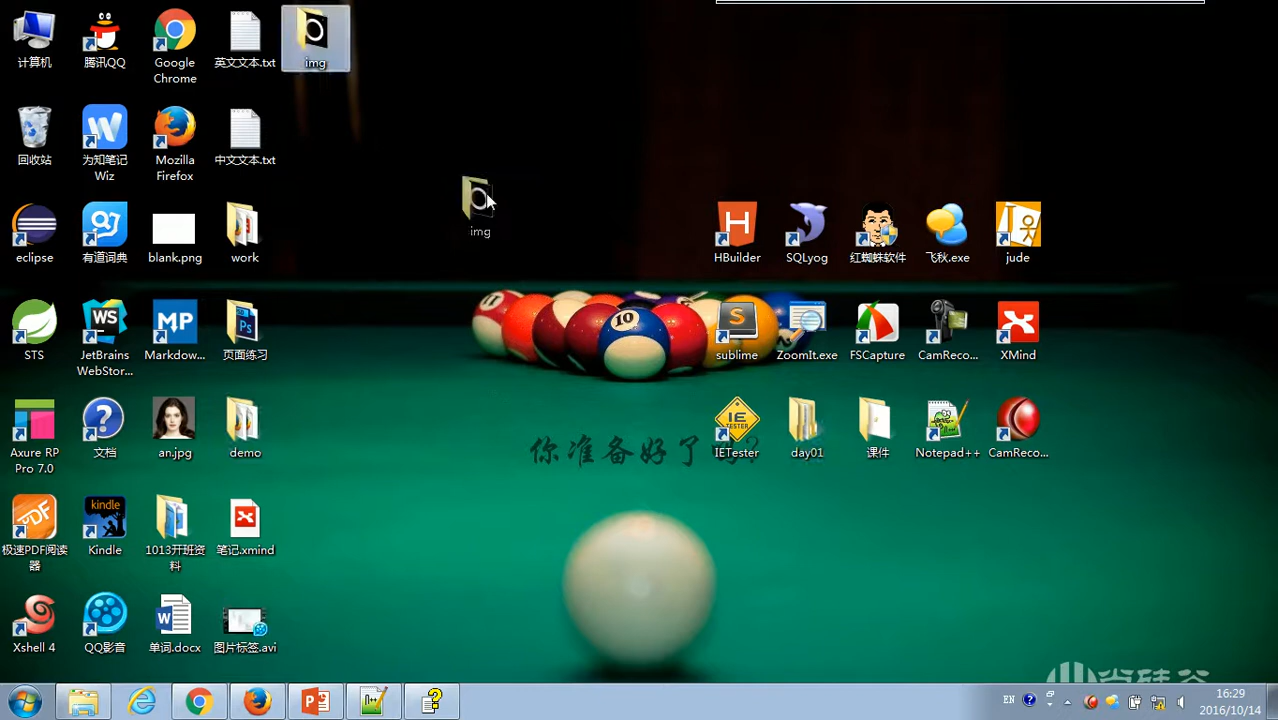 计算机
腾讯QQ
Google
Chrome
英文文本.txt
img
回收站
为知笔记
Wiz
Mozilla
Firefox
中文文本.txt
img
eclipse
有道词典
blank.png
work
HBuilder
SQLyog
红蜘蛛软件
飞秋.exe
jude
STS
JetBrains
WebStor...
Markdow...
页面练习
sublime
ZoomIt.exe
FSCapture
CamReco...
XMind
Axure RP
Pro 7.0
文档
an.jpg
demo
IETester
day01
课件
Notepad++
CamReco...
你准备好了吗?
极速PDF阅读
器
Kindle
1013开班资
料
笔记.xmind
Xshell 4
QQ影音
单词.docx
图片标签.avi
尚硅谷
EN
16:29
2016/10/14